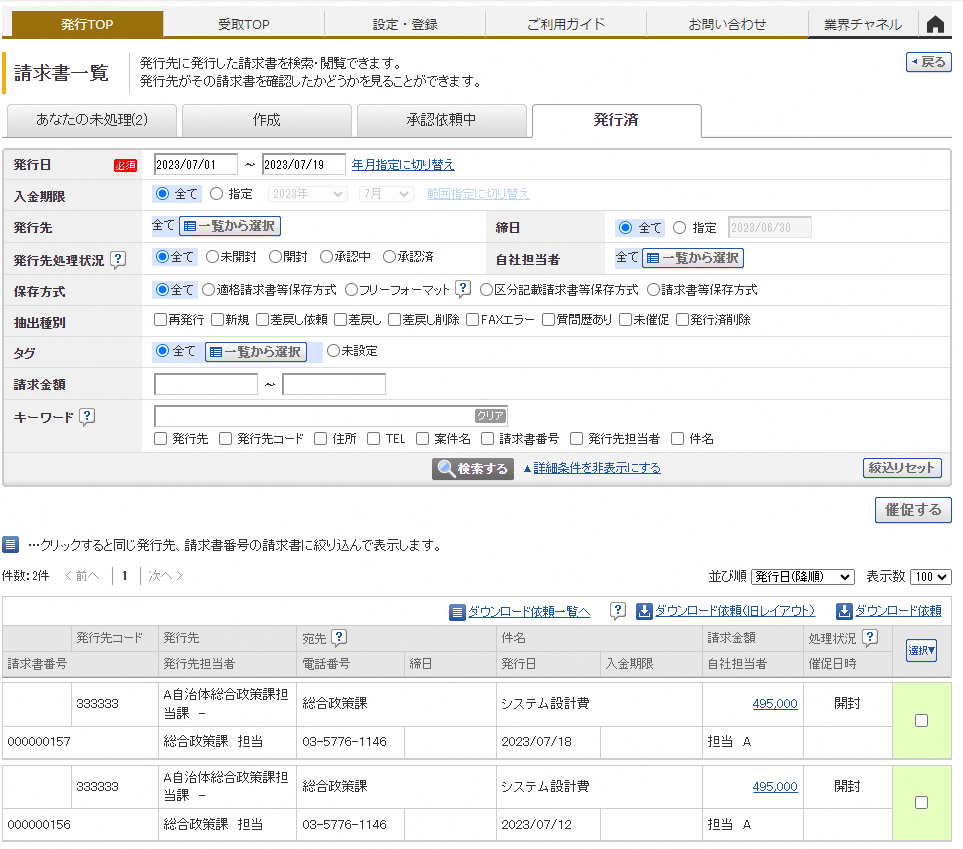 発行TOP 受取TOP 設定・登録 ご利用ガイド お問い合わせ 業界チャネル
請求書一覧
発行先に発行した請求書を検索・閲覧できます。
発行先がその請求書を確認したかどうかを見ることができます。
戻る
あなたの未処理(2) 作成 承認依頼中 発行済
発行日 必須 2023/07/01 ～ 2023/07/19 年月指定に切り替え
入金期限 全て 指定 2023年 7月 範囲指定に切り替え
発行先 全て 一覧から選択 締日 全て 指定 2023/06/30
発行先処理状況 ? 全て 未開封 開封 承認中 承認済 自社担当者 全て 一覧から選択
保存方式 全て 適格請求書等保存方式 フリーフォーマット ? 区分記載請求書等保存方式 請求書等保存方式
抽出種別 再発行 新規 差戻し依頼 差戻し 差戻し削除 FAXエラー 質問歴あり 未催促 発行済削除
タグ 全て 一覧から選択 未設定
請求金額 ～
キーワード ? クリア
発行先 発行先コード 住所 TEL 案件名 請求書番号 発行先担当者 件名
検索する ▲詳細条件を非表示にする 絞込リセット
催促する
…クリックすると同じ発行先、請求書番号の請求書に絞り込んで表示します。
件数：2件 ＜前へ 1 次へ＞ 並び順 発行日(降順) 表示数 100
ダウンロード依頼一覧へ ? ダウンロード依頼(旧レイアウト) ダウンロード依頼
発行先コード 発行先 宛先 ? 件名 請求金額 処理状況 ? 選択▼
請求書番号 発行先担当者 電話番号 締日 発行日 入金期限 自社担当者 催促日時
333333 A自治体総合政策課担当課 － 総合政策課 システム設計費 495,000 開封
000000157 総合政策課 担当 03-5776-1146 2023/07/18 担当 A
333333 A自治体総合政策課担当課 － 総合政策課 システム設計費 495,000 開封
000000156 総合政策課 担当 03-5776-1146 2023/07/12 担当 A